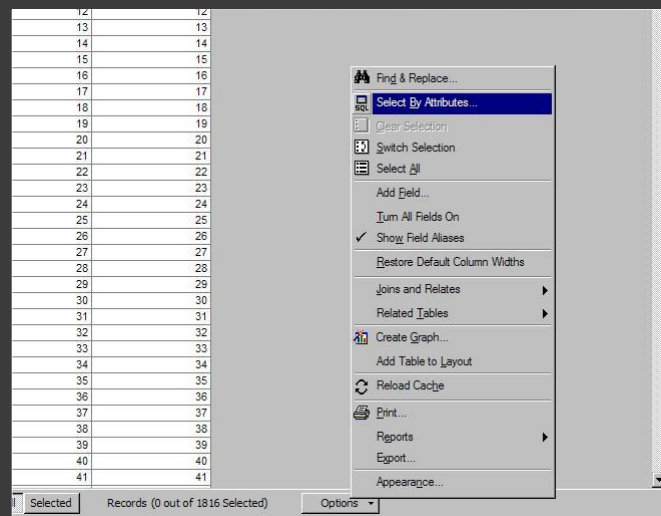 12 12
13 13
14 14
15 15
16 16
17 17
18 18
19 19
20 20
21 21
22 22
23 23
24 24
25 25
26 26
27 27
28 28
29 29
30 30
31 31
32 32
33 33
34 34
35 35
36 36
37 37
38 38
39 39
40 40
41 41
Find & Replace...
SQL Select By Attributes...
Clear Selection
Switch Selection
Select All
Add Field...
Turn All Fields On
Show Field Aliases
Restore Default Column Widths
Joins and Relates
Related Tables
Create Graph...
Add Table to Layout
Reload Cache
Print...
Reports
Export...
Appearance...
Selected Records (0 out of 1816 Selected) Options